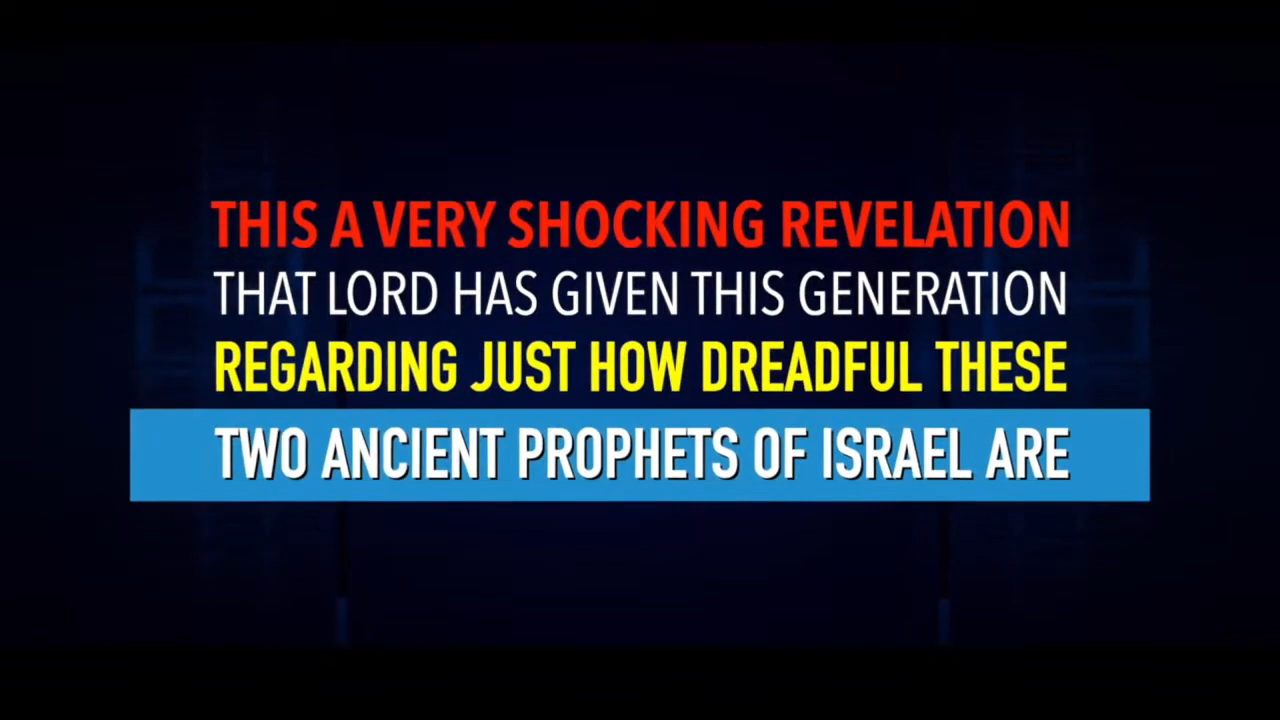 THIS A VERY SHOCKING REVELATION
THAT LORD HAS GIVEN THIS GENERATION
REGARDING JUST HOW DREADFUL THESE
TWO ANCIENT PROPHETS OF ISRAEL ARE